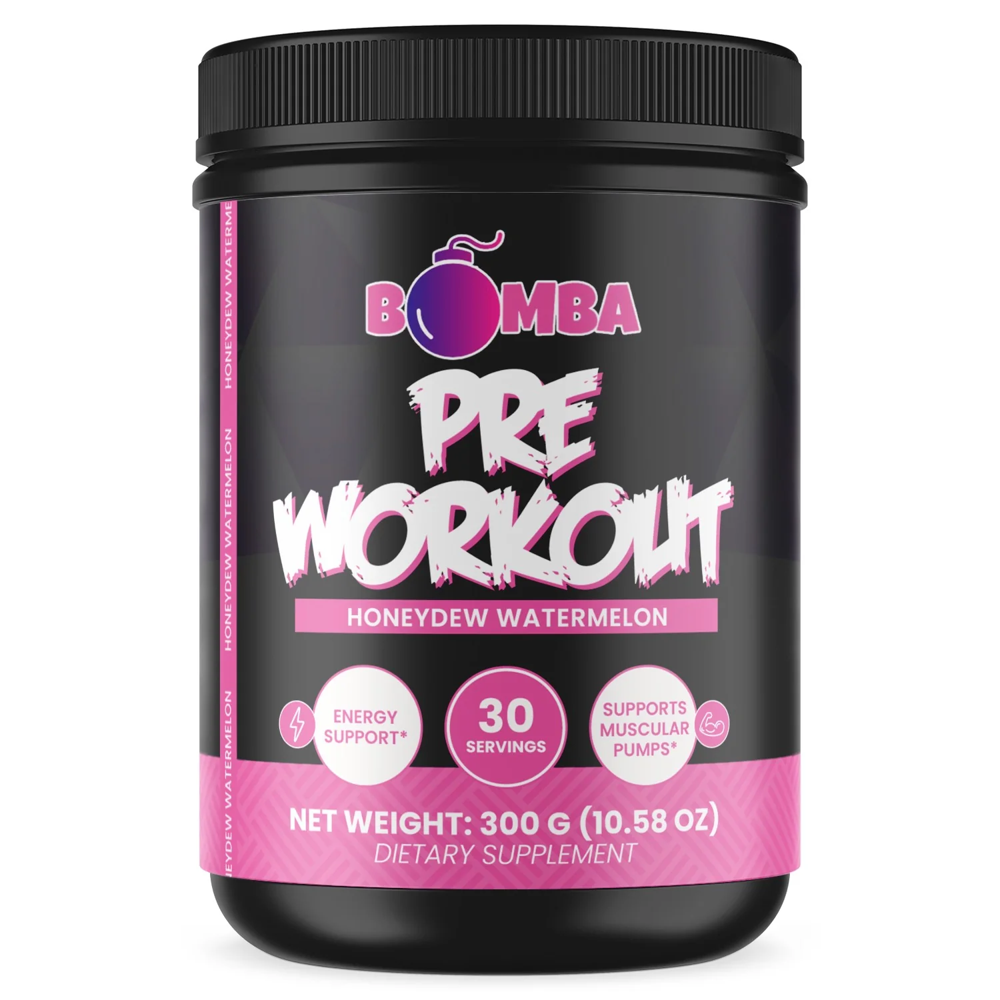 BOMBA
PRE
WORKOUT
HONEYDEW WATERMELON
ENERGY
SUPPORT*
30
SERVINGS
SUPPORTS
MUSCULAR
PUMPS*
NET WEIGHT: 300 G (10.58 OZ)
DIETARY SUPPLEMENT
NEYDEW WATERMELON HONEYDEW WATERMELON HONEYDEW WATERME